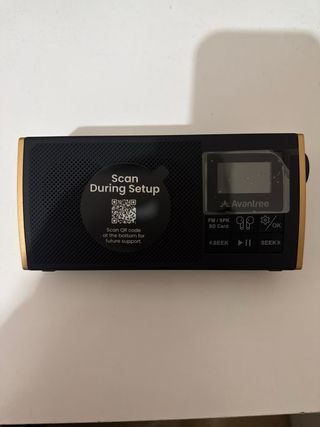 Scan
During Setup
Scan QR code
at the bottom for
future support.
Avantree
FM / SPK
SD Card
/OK
SEEK
SEEK